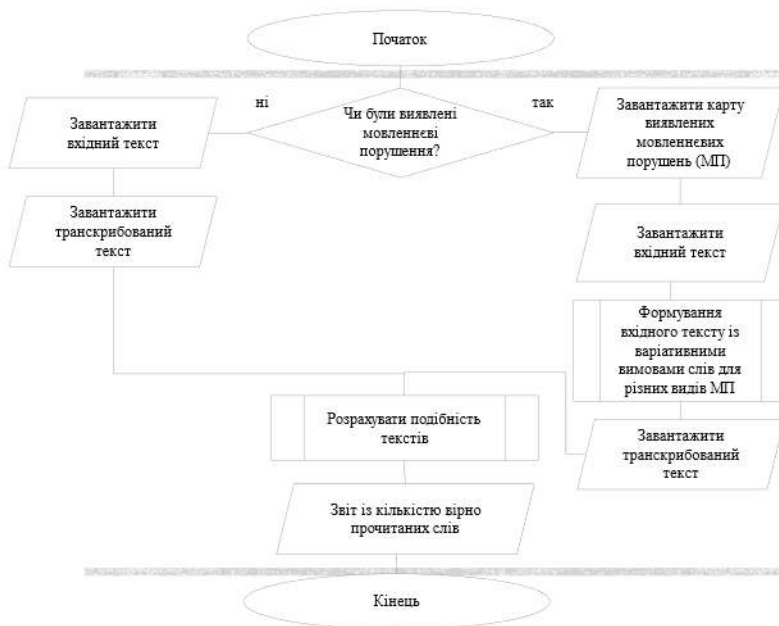 Початок
ні
так
Чи були виявлені
мовленнєві
порушення?
Завантажити
вхідний текст
Завантажити
транскрибований
текст
Завантажити карту
виявлених
мовленнєвих
порушень (МП)
Завантажити
вхідний текст
Формування
вхідного тексту із
варіативними
вимовами слів для
різних видів МП
Завантажити
транскрибований
текст
Розрахувати подібність
текстів
Звіт із кількістю вірно
прочитаних слів
Кінець